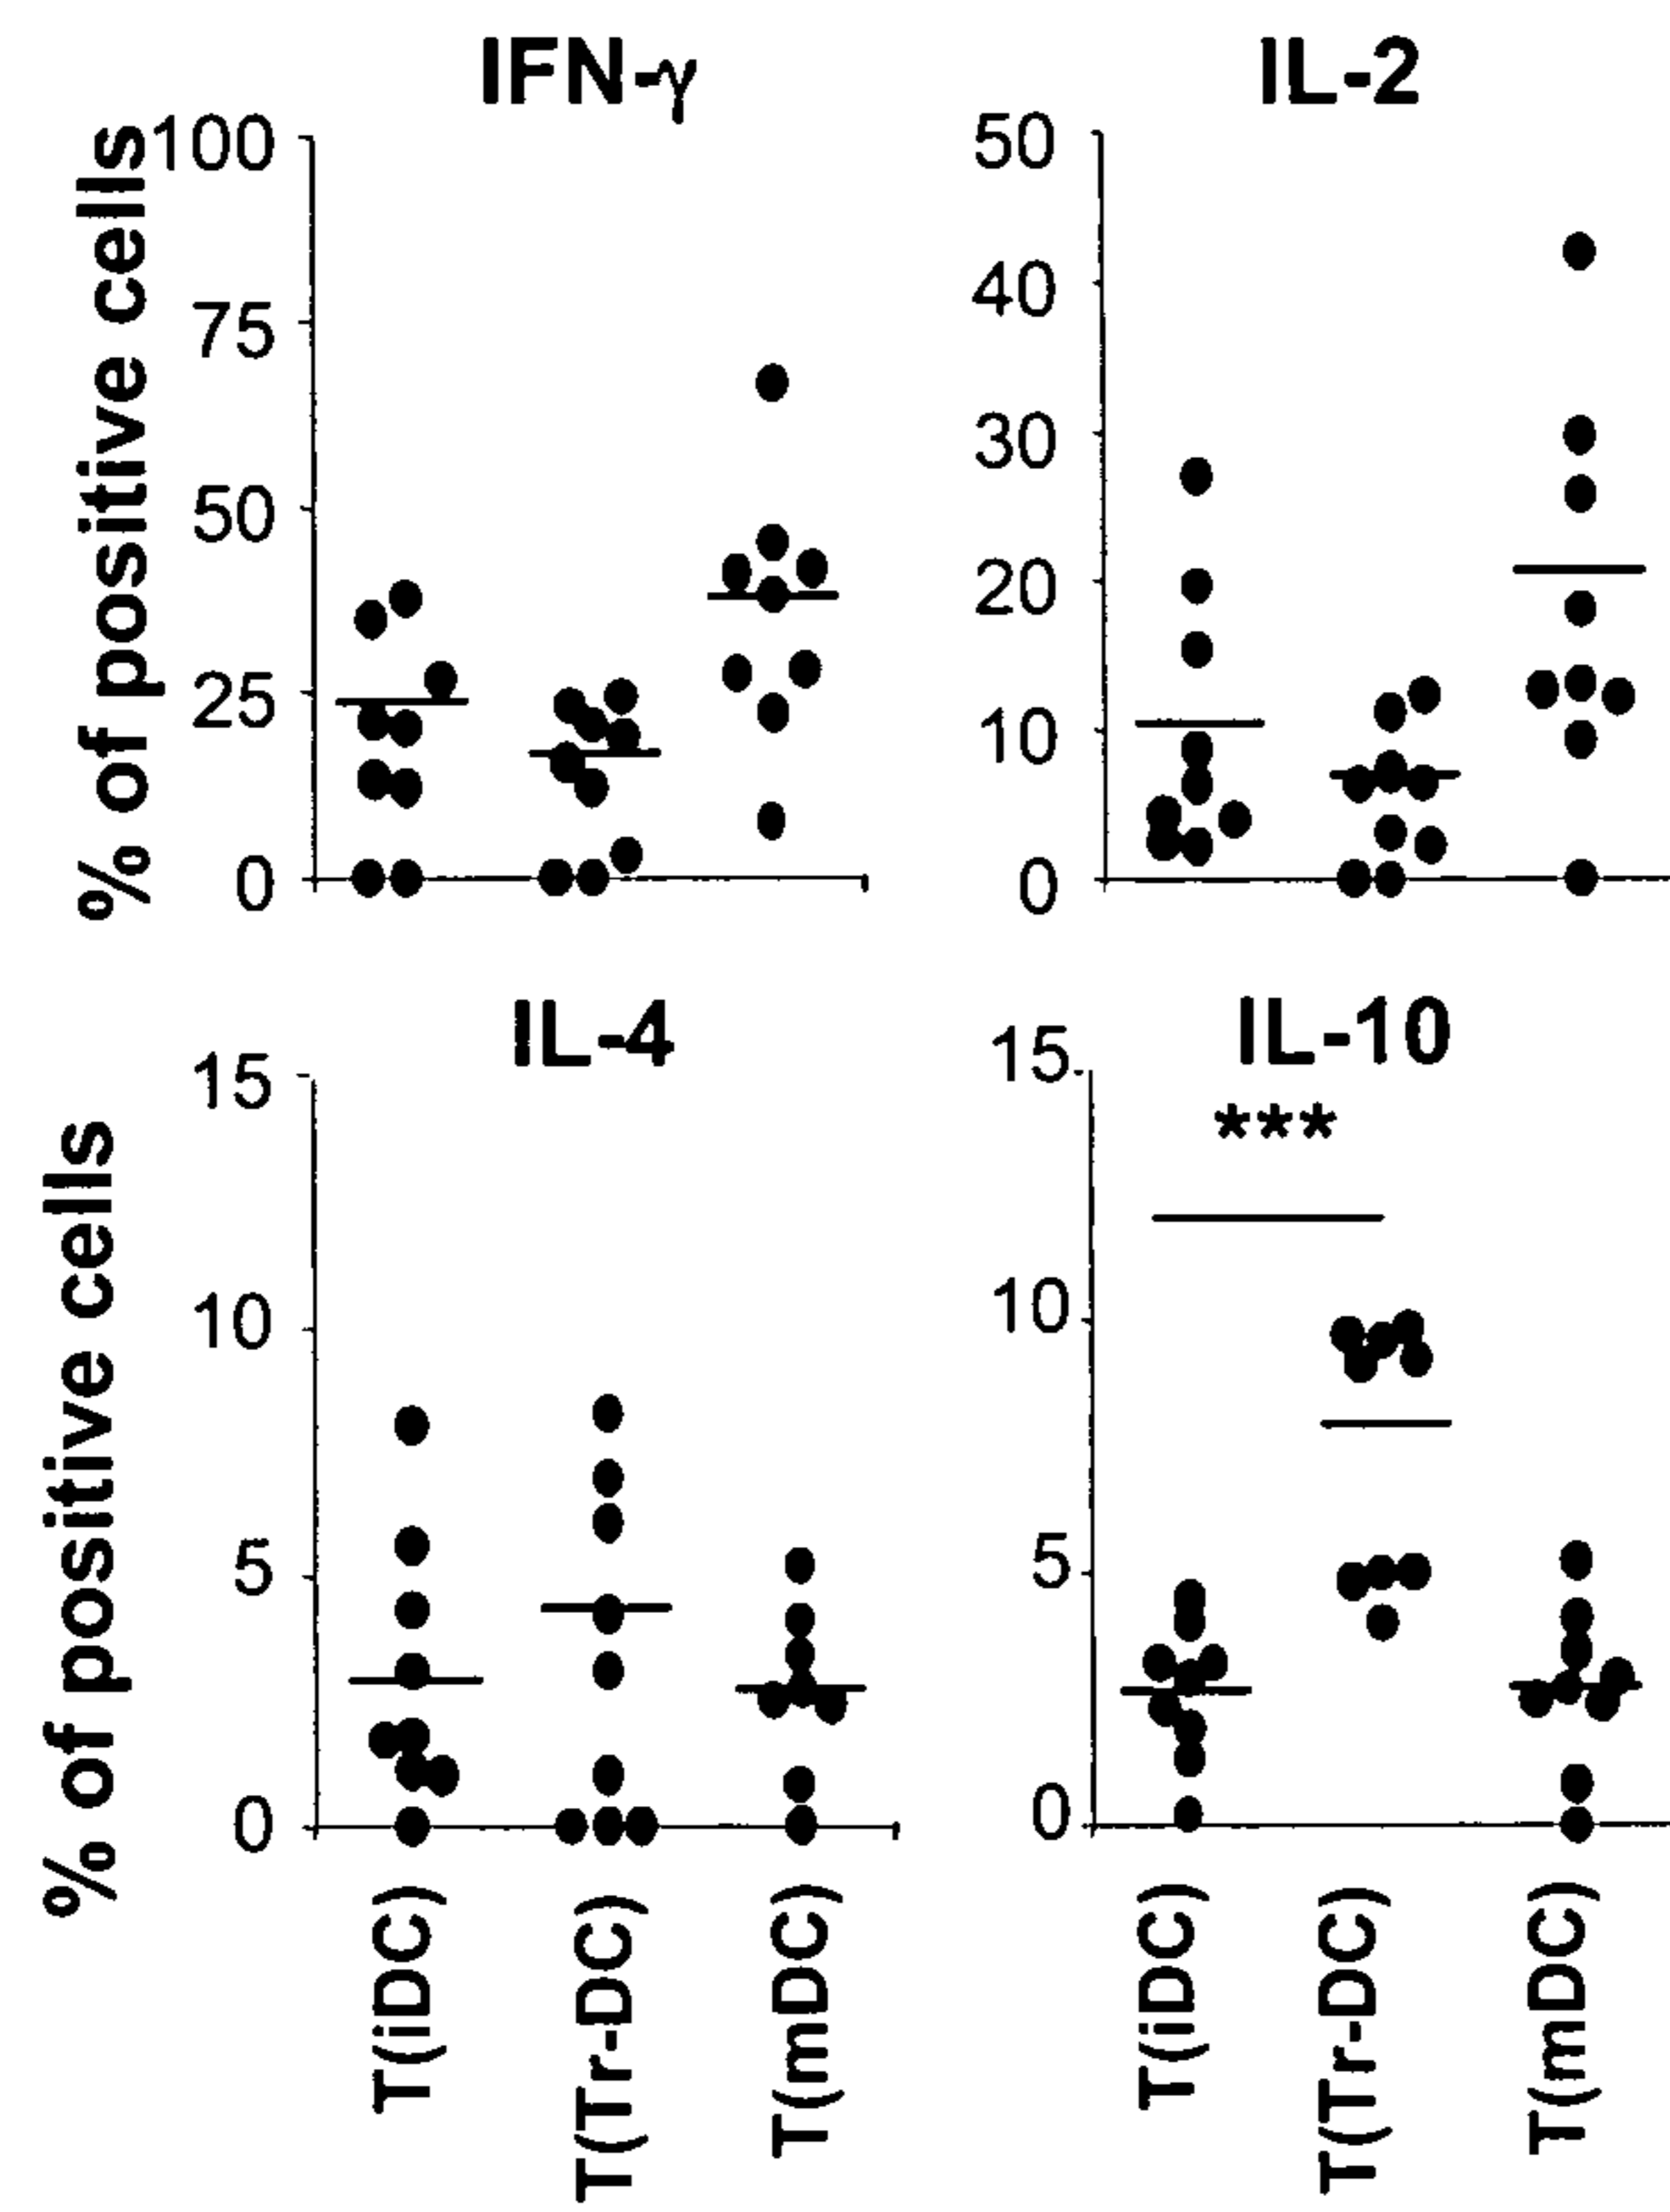 IFN-γ
% of positive cells
100
75
50
25
0
IL-2
50
40
30
20
10
0
IL-4
% of positive cells
15
10
5
0
T(iDC)
T(Tr-DC)
T(mDC)
IL-10
***
15
10
5
0
T(iDC)
T(Tr-DC)
T(mDC)